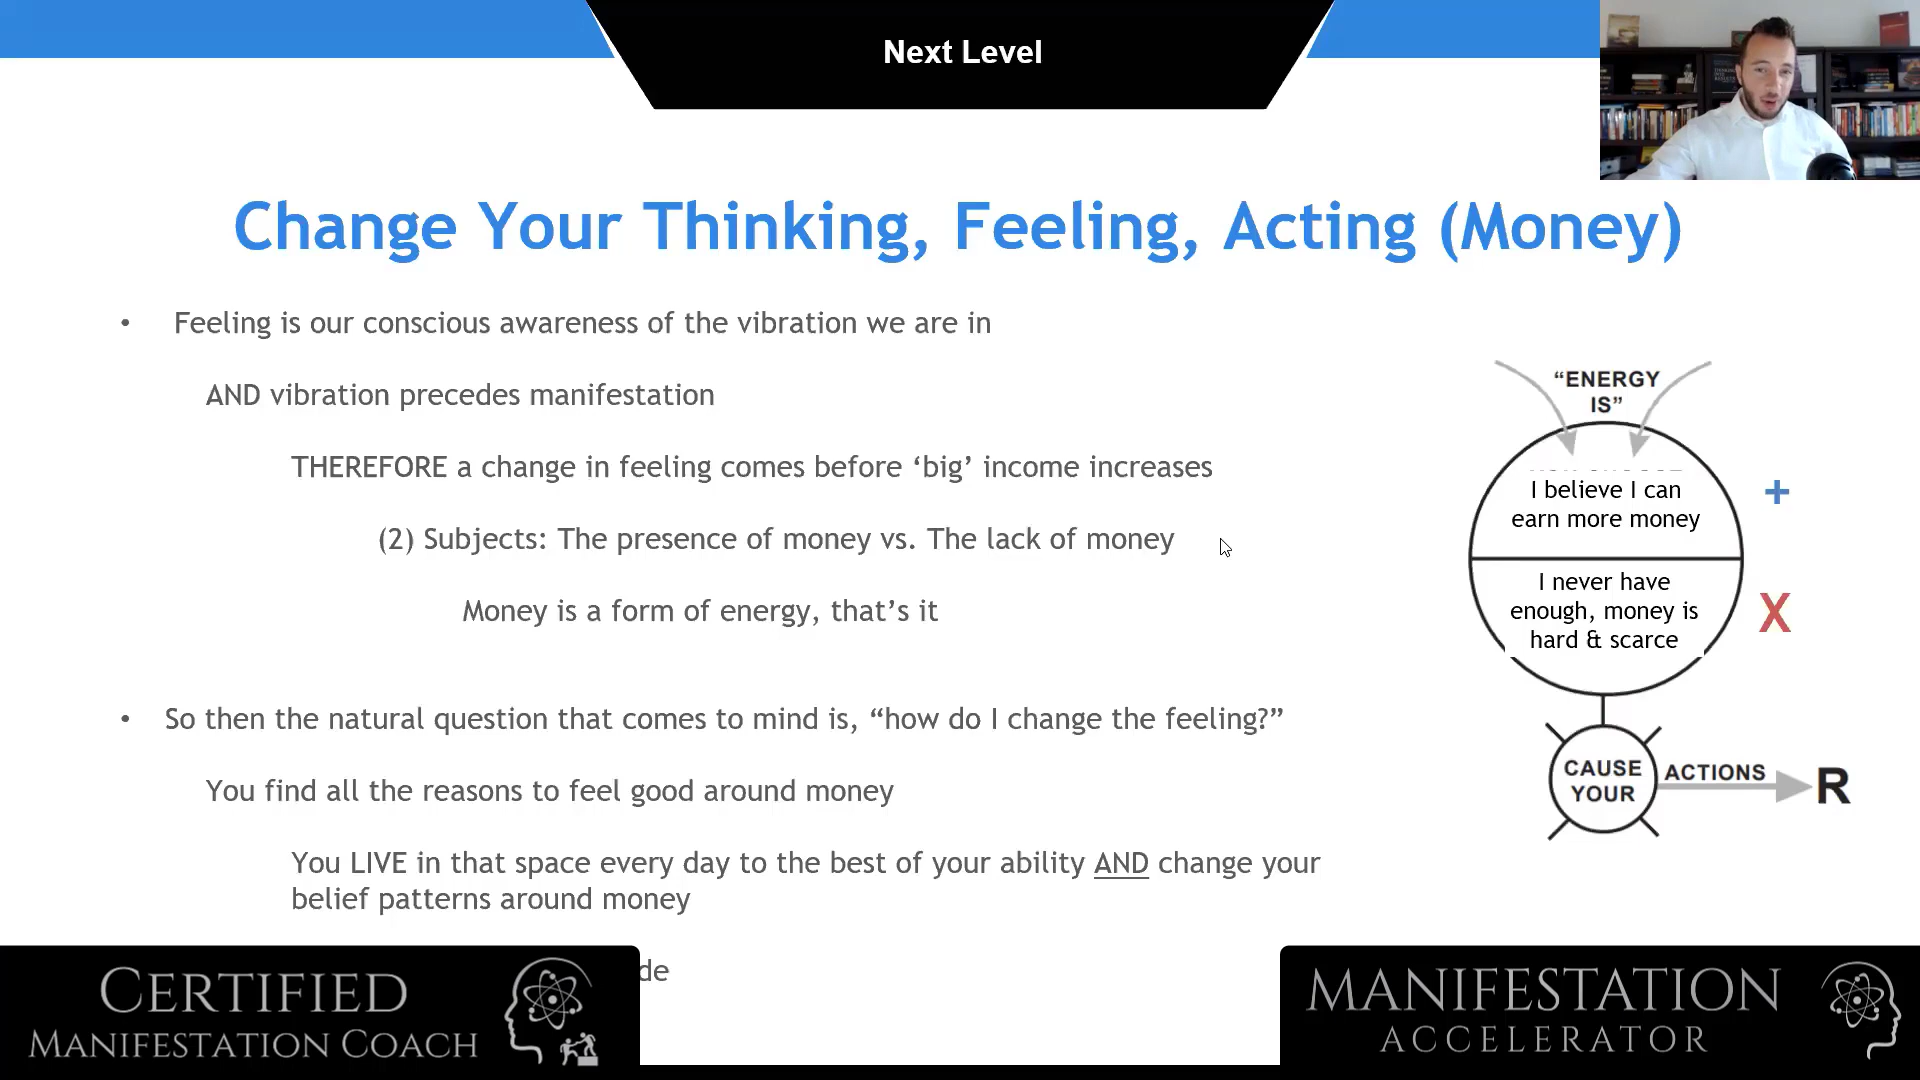 Next Level
Change Your Thinking, Feeling, Acting (Money)
• Feeling is our conscious awareness of the vibration we are in
AND vibration precedes manifestation
THEREFORE a change in feeling comes before ‘big’ income increases
(2) Subjects: The presence of money vs. The lack of money
Money is a form of energy, that’s it
• So then the natural question that comes to mind is, “how do I change the feeling?”
You find all the reasons to feel good around money
You LIVE in that space every day to the best of your ability AND change your
belief patterns around money
de
“ENERGY
IS”
I believe I can
earn more money
+
I never have
enough, money is
hard & scarce
X
CAUSE
YOUR
ACTIONS
R
CERTIFIED
MANIFESTATION COACH
MANIFESTATION
ACCELERATOR